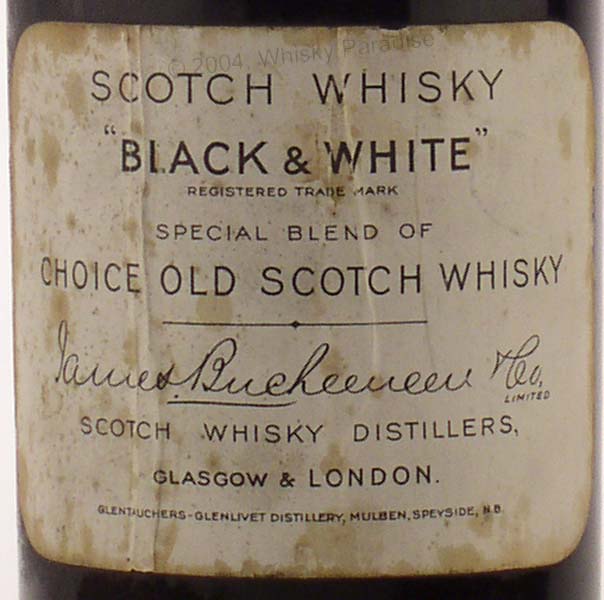 © 2004, Whisky Paradise
SCOTCH WHISKY
"BLACK & WHITE"
REGISTERED TRADE MARK
SPECIAL BLEND OF
CHOICE OLD SCOTCH WHISKY
James Buchanan & Co,
LIMITED
SCOTCH WHISKY DISTILLERS,
GLASGOW & LONDON.
GLENTAUCHERS-GLENLIVET DISTILLERY, MULBEN, SPEYSIDE, N.B.